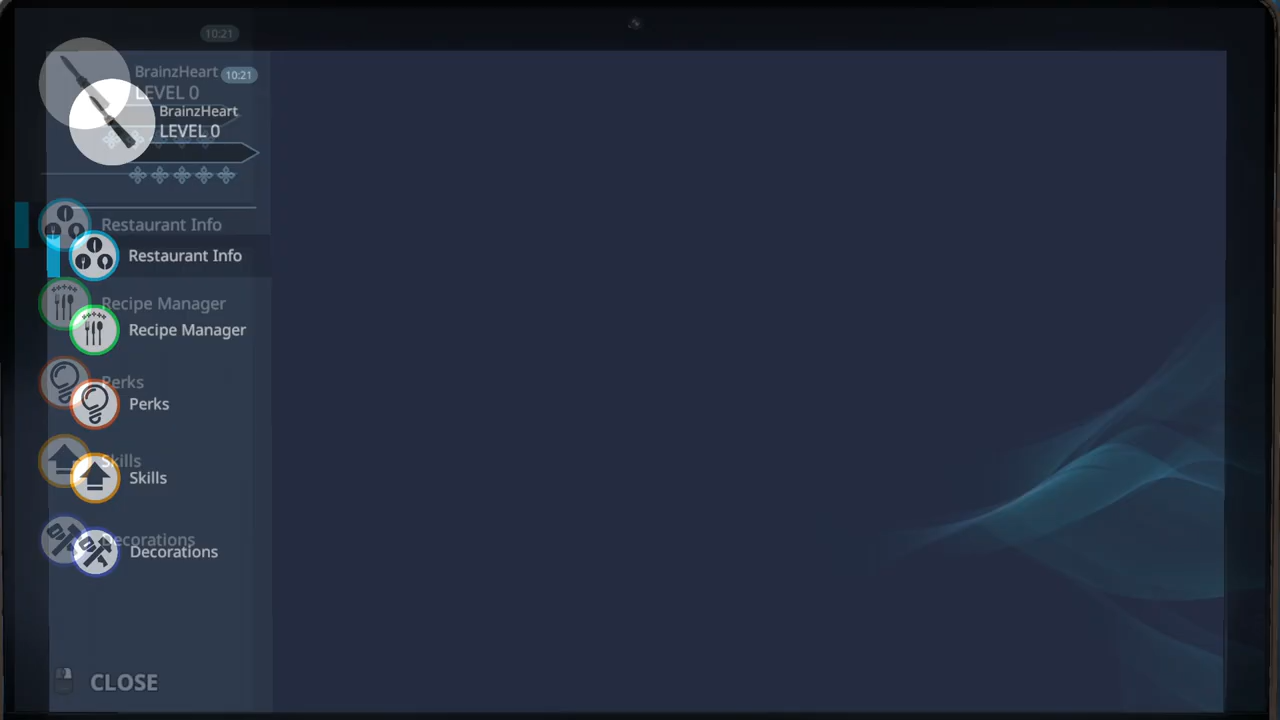 10:21
BrainzHeart
10:21
LEVEL 0
BrainzHeart
LEVEL 0
Restaurant Info
Restaurant Info
Recipe Manager
Recipe Manager
Perks
Perks
Skills
Skills
Decorations
Decorations
CLOSE